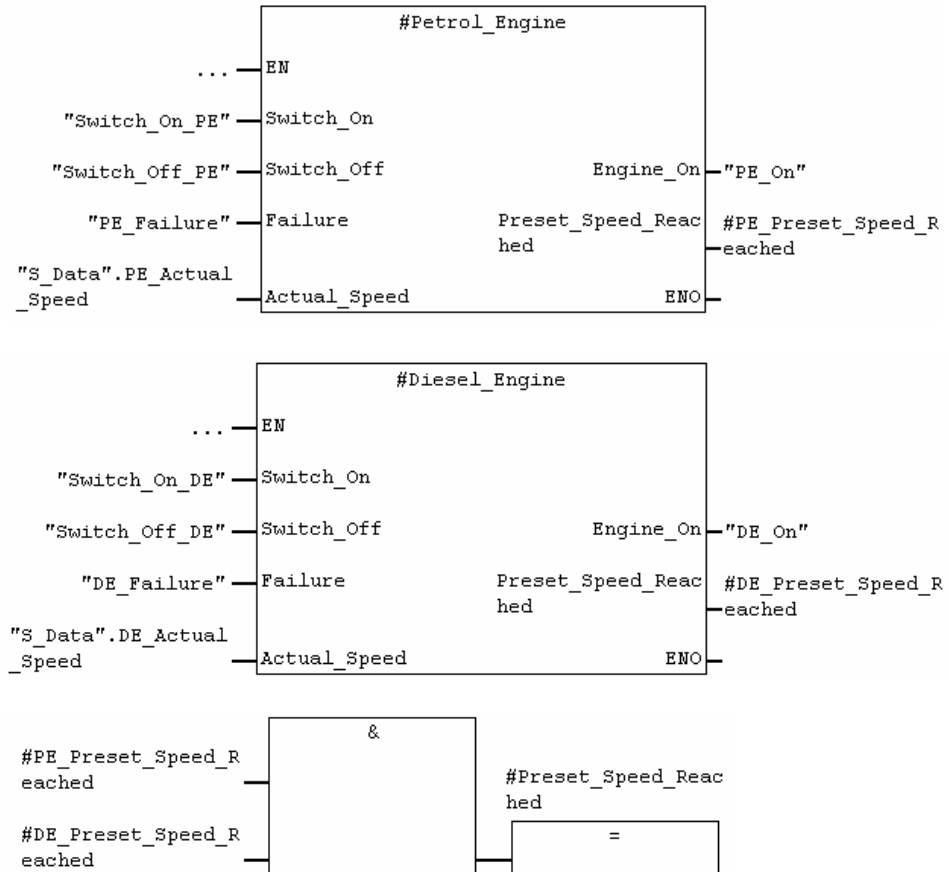 #Petrol_Engine
... EN
"Switch_On_PE" Switch_On
"Switch_Off_PE" Switch_Off Engine_On "PE_On"
"PE_Failure" Failure Preset_Speed_Reac #PE_Preset_Speed_R
hed eached
"S_Data".PE_Actual
_Speed Actual_Speed ENO
#Diesel_Engine
... EN
"Switch_On_DE" Switch_On
"Switch_Off_DE" Switch_Off Engine_On "DE_On"
"DE_Failure" Failure Preset_Speed_Reac #DE_Preset_Speed_R
hed eached
"S_Data".DE_Actual
_Speed Actual_Speed ENO
&
#PE_Preset_Speed_R
eached
#Preset_Speed_Reac
hed
#DE_Preset_Speed_R
eached
=